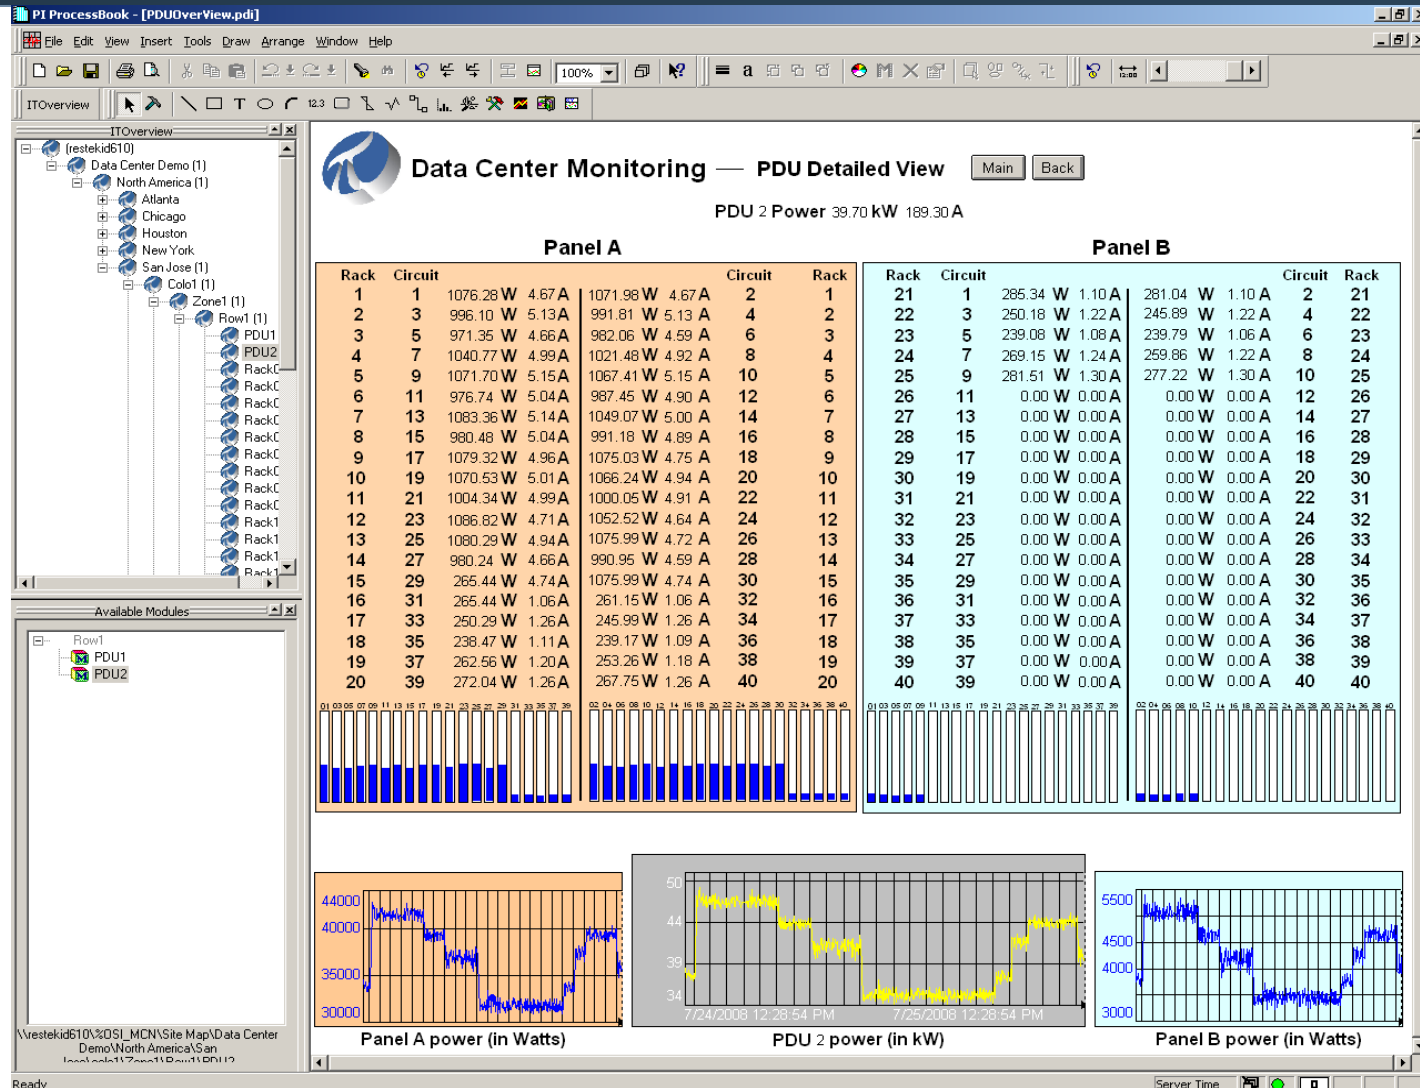 PI ProcessBook - [PDUOverView.pdi]
File Edit View Insert Tools Draw Arrange Window Help
100%
ITOverview
ITOverview
(restekid610)
Data Center Demo (1)
North America (1)
Atlanta
Chicago
Houston
New York
San Jose (1)
Colo1 (1)
Zone1 (1)
Row1 (1)
PDU1
PDU2
Available Modules
Row1
PDU1
PDU2
\\restekid610\%OSI_MCN\Site Map\Data Center
Demo\North America\San
Data Center Monitoring — PDU Detailed View Main Back
PDU 2 Power 39.70 kW 189.30 A
Panel A Panel B
Rack Circuit Circuit Rack Rack Circuit Circuit Rack
1 1 1076.28 W 4.67 A 1071.98 W 4.67 A 2 1 21 1 285.34 W 1.10 A 281.04 W 1.10 A 2 21
2 3 996.10 W 5.13 A 991.81 W 5.13 A 4 2 22 3 250.18 W 1.22 A 245.89 W 1.22 A 4 22
3 5 971.35 W 4.66 A 982.06 W 4.59 A 6 3 23 5 239.08 W 1.08 A 239.79 W 1.06 A 6 23
4 7 1040.77 W 4.99 A 1021.48 W 4.92 A 8 4 24 7 269.15 W 1.24 A 259.86 W 1.22 A 8 24
5 9 1071.70 W 5.15 A 1067.41 W 5.15 A 10 5 25 9 281.51 W 1.30 A 277.22 W 1.30 A 10 25
6 11 976.74 W 5.04 A 987.45 W 4.90 A 12 6 26 11 0.00 W 0.00 A 0.00 W 0.00 A 12 26
7 13 1083.36 W 5.14 A 1049.07 W 5.00 A 14 7 27 13 0.00 W 0.00 A 0.00 W 0.00 A 14 27
8 15 980.48 W 5.04 A 991.18 W 4.89 A 16 8 28 15 0.00 W 0.00 A 0.00 W 0.00 A 16 28
9 17 1079.32 W 4.96 A 1075.03 W 4.75 A 18 9 29 17 0.00 W 0.00 A 0.00 W 0.00 A 18 29
10 19 1070.53 W 5.01 A 1066.24 W 4.94 A 20 10 30 19 0.00 W 0.00 A 0.00 W 0.00 A 20 30
11 21 1004.34 W 4.99 A 1000.05 W 4.91 A 22 11 31 21 0.00 W 0.00 A 0.00 W 0.00 A 22 31
12 23 1086.82 W 4.71 A 1052.52 W 4.64 A 24 12 32 23 0.00 W 0.00 A 0.00 W 0.00 A 24 32
13 25 1080.29 W 4.94 A 1075.99 W 4.72 A 26 13 33 25 0.00 W 0.00 A 0.00 W 0.00 A 26 33
14 27 980.24 W 4.66 A 990.95 W 4.59 A 28 14 34 27 0.00 W 0.00 A 0.00 W 0.00 A 28 34
15 29 265.44 W 4.74 A 1075.99 W 4.74 A 30 15 35 29 0.00 W 0.00 A 0.00 W 0.00 A 30 35
16 31 265.44 W 1.06 A 261.15 W 1.06 A 32 16 36 31 0.00 W 0.00 A 0.00 W 0.00 A 32 36
17 33 250.29 W 1.26 A 245.99 W 1.26 A 34 17 37 33 0.00 W 0.00 A 0.00 W 0.00 A 34 37
18 35 238.47 W 1.11 A 239.17 W 1.09 A 36 18 38 35 0.00 W 0.00 A 0.00 W 0.00 A 36 38
19 37 262.56 W 1.20 A 253.26 W 1.18 A 38 19 39 37 0.00 W 0.00 A 0.00 W 0.00 A 38 39
20 39 272.04 W 1.26 A 267.75 W 1.26 A 40 20 40 39 0.00 W 0.00 A 0.00 W 0.00 A 40 40
44000
40000
35000
30000
Panel A power (in Watts)
50
44
39
34
7/24/2008 12:28:54 PM 7/25/2008 12:28:54 PM
PDU 2 power (in kW)
5500
4500
4000
3000
Panel B power (in Watts)
Ready Server Time